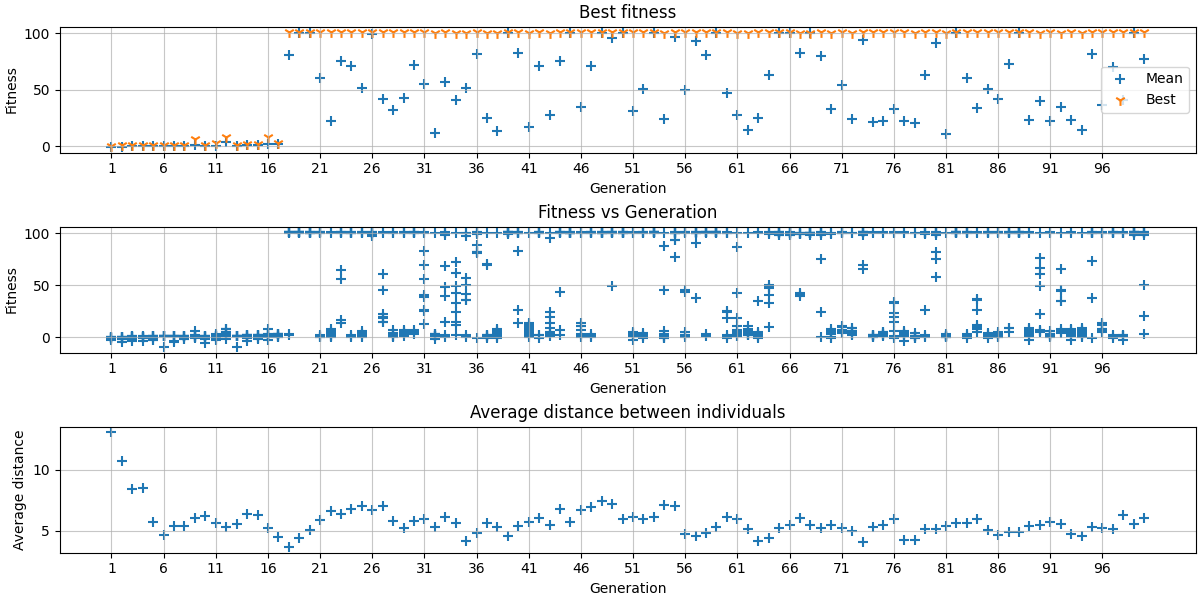 Best fitness
Fitness
100
50
0
Mean
Best
1 6 11 16 21 26 31 36 41 46 51 56 61 66 71 76 81 86 91 96
Generation
Fitness vs Generation
Fitness
100
50
0
1 6 11 16 21 26 31 36 41 46 51 56 61 66 71 76 81 86 91 96
Generation
Average distance between individuals
Average distance
10
5
1 6 11 16 21 26 31 36 41 46 51 56 61 66 71 76 81 86 91 96
Generation